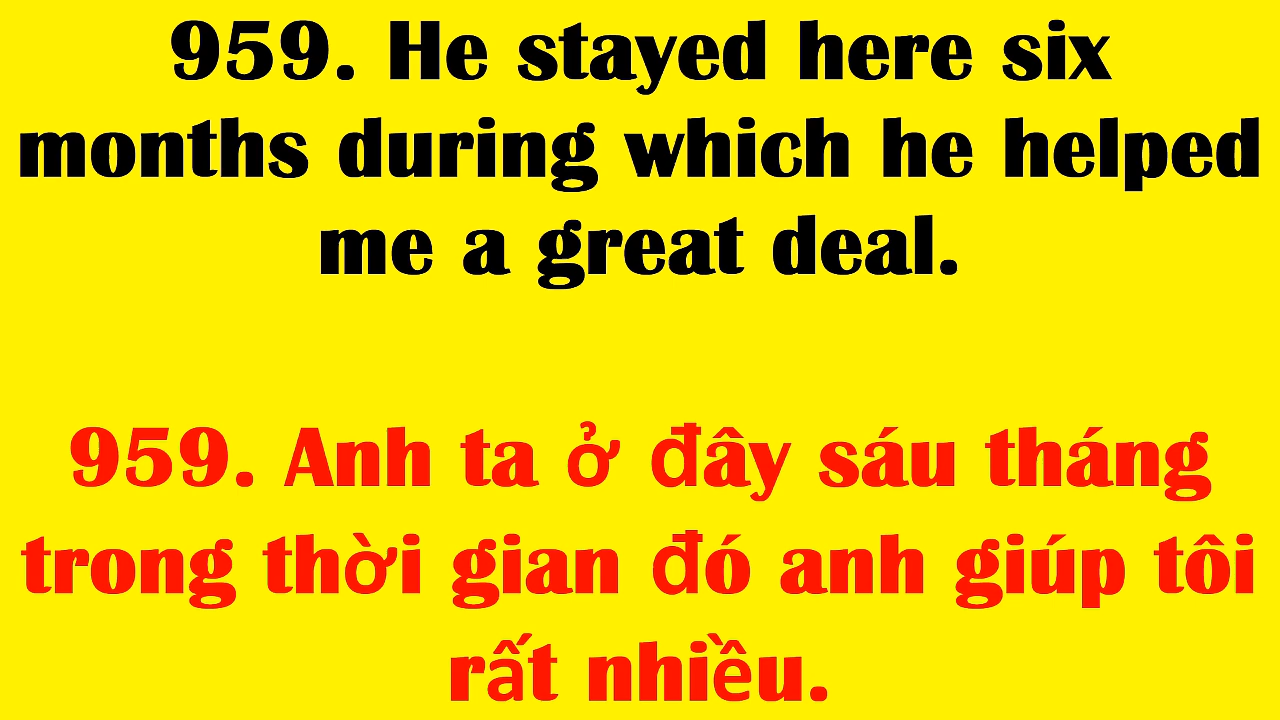 959. He stayed here six
months during which he helped
me a great deal.
959. Anh ta ở đây sáu tháng
trong thời gian đó anh giúp tôi
rất nhiều.